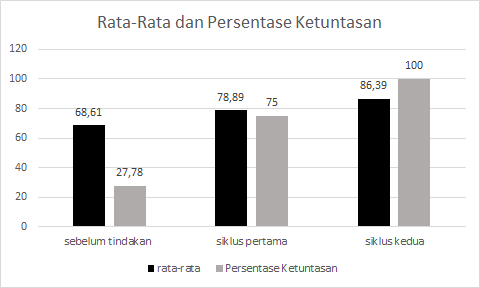 Rata-Rata dan Persentase Ketuntasan
120
100
80
60
40
20
0
68,61
27,78
78,89
75
86,39
100
sebelum tindakan
siklus pertama
siklus kedua
rata-rata
Persentase Ketuntasan